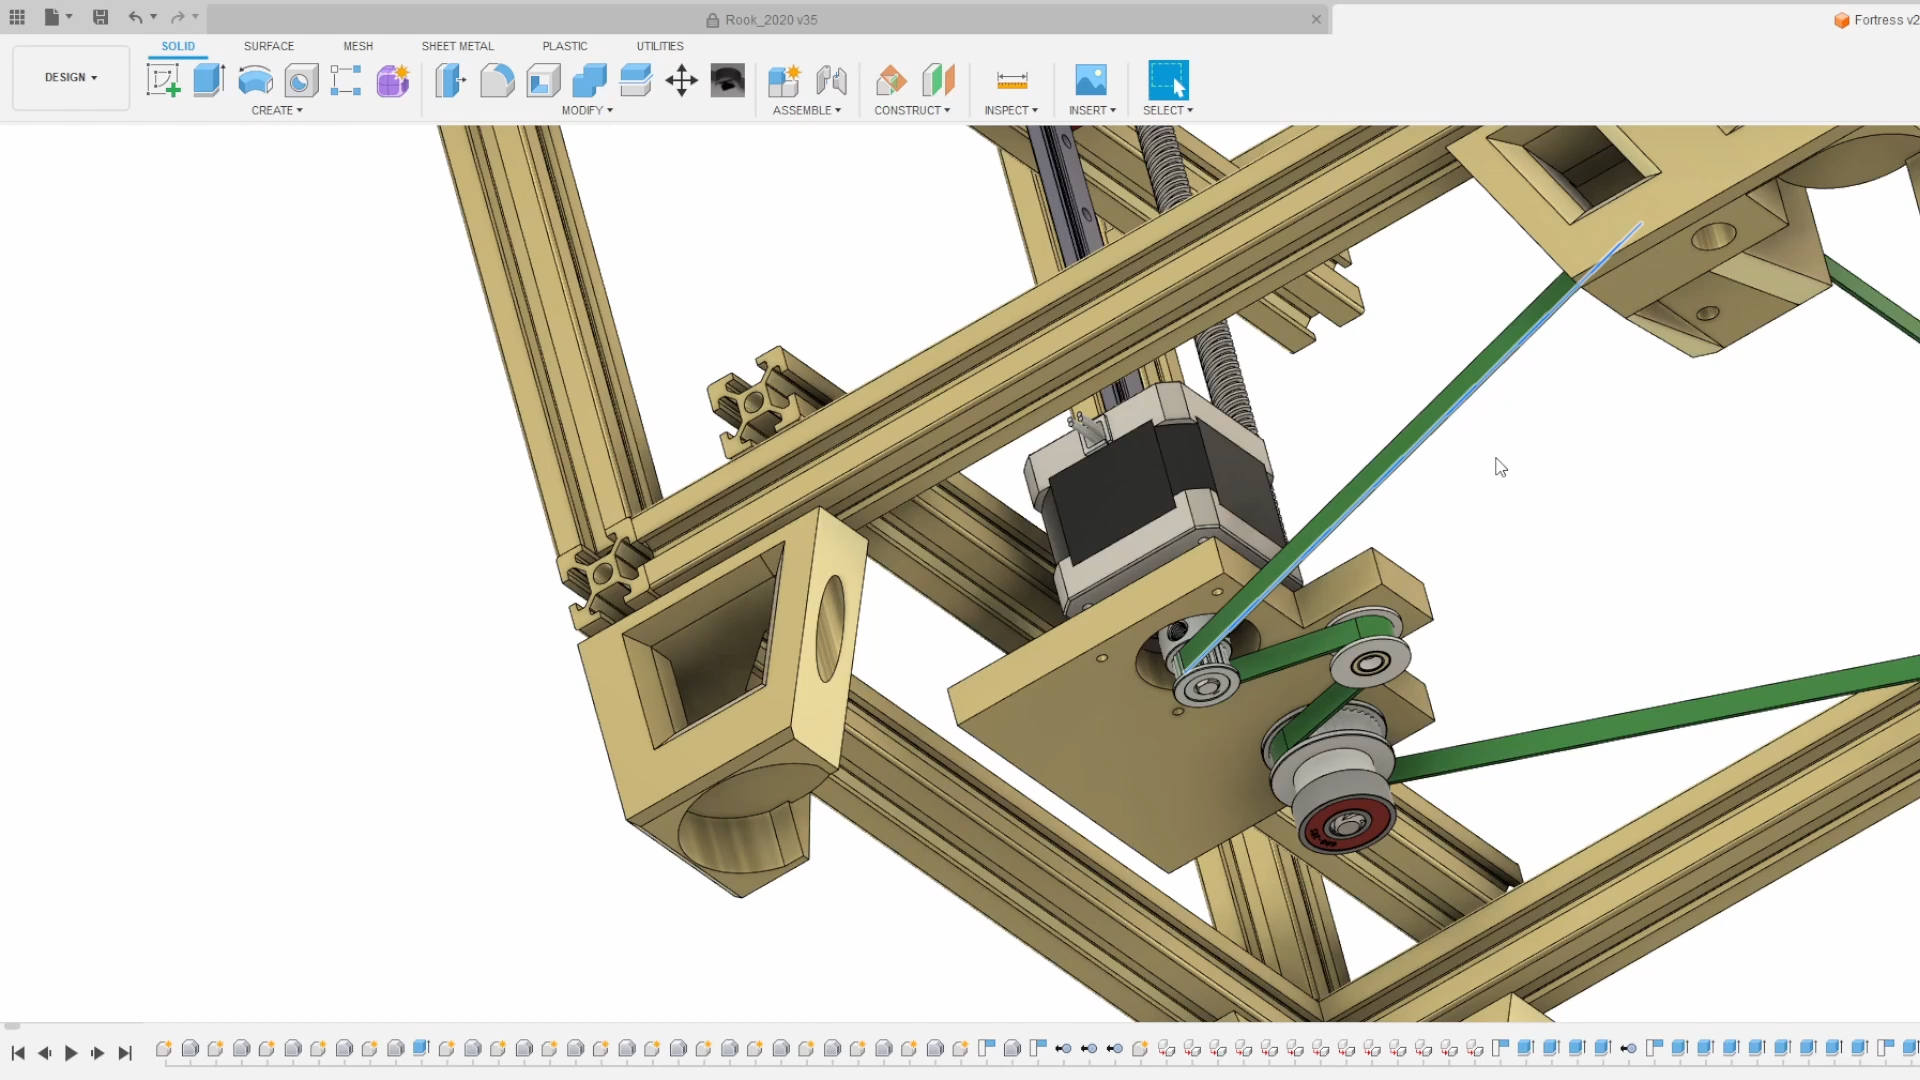 Rook_2020 v35
Fortress v2
SOLID
SURFACE
MESH
SHEET METAL
PLASTIC
UTILITIES
DESIGN
CREATE
MODIFY
ASSEMBLE
CONSTRUCT
INSPECT
INSERT
SELECT